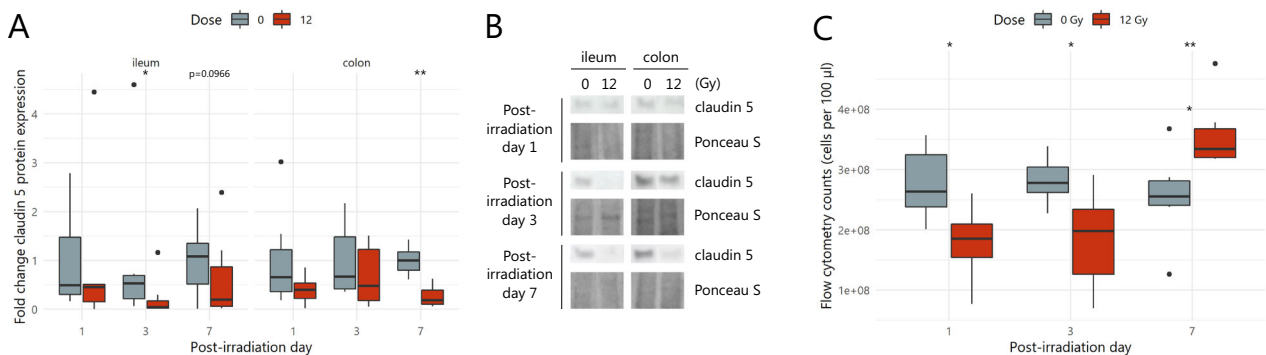 A
Dose 0 12
ileum colon
* p=0.0966 **
Fold change claudin 5 protein expression
4
3
2
1
0
1 3 7 1 3 7
Post-irradiation day
B
ileum colon
0 12 0 12 (Gy)
Post-
irradiation
day 1
claudin 5
Ponceau S
Post-
irradiation
day 3
claudin 5
Ponceau S
Post-
irradiation
day 7
claudin 5
Ponceau S
C
Dose 0 Gy 12 Gy
* * **
*
Flow cytometry counts (cells per 100 µl)
4e+08
3e+08
2e+08
1e+08
1 3 7
Post-irradiation day